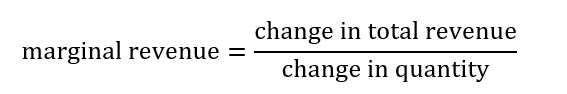 marginal revenue = change in total revenue
change in quantity